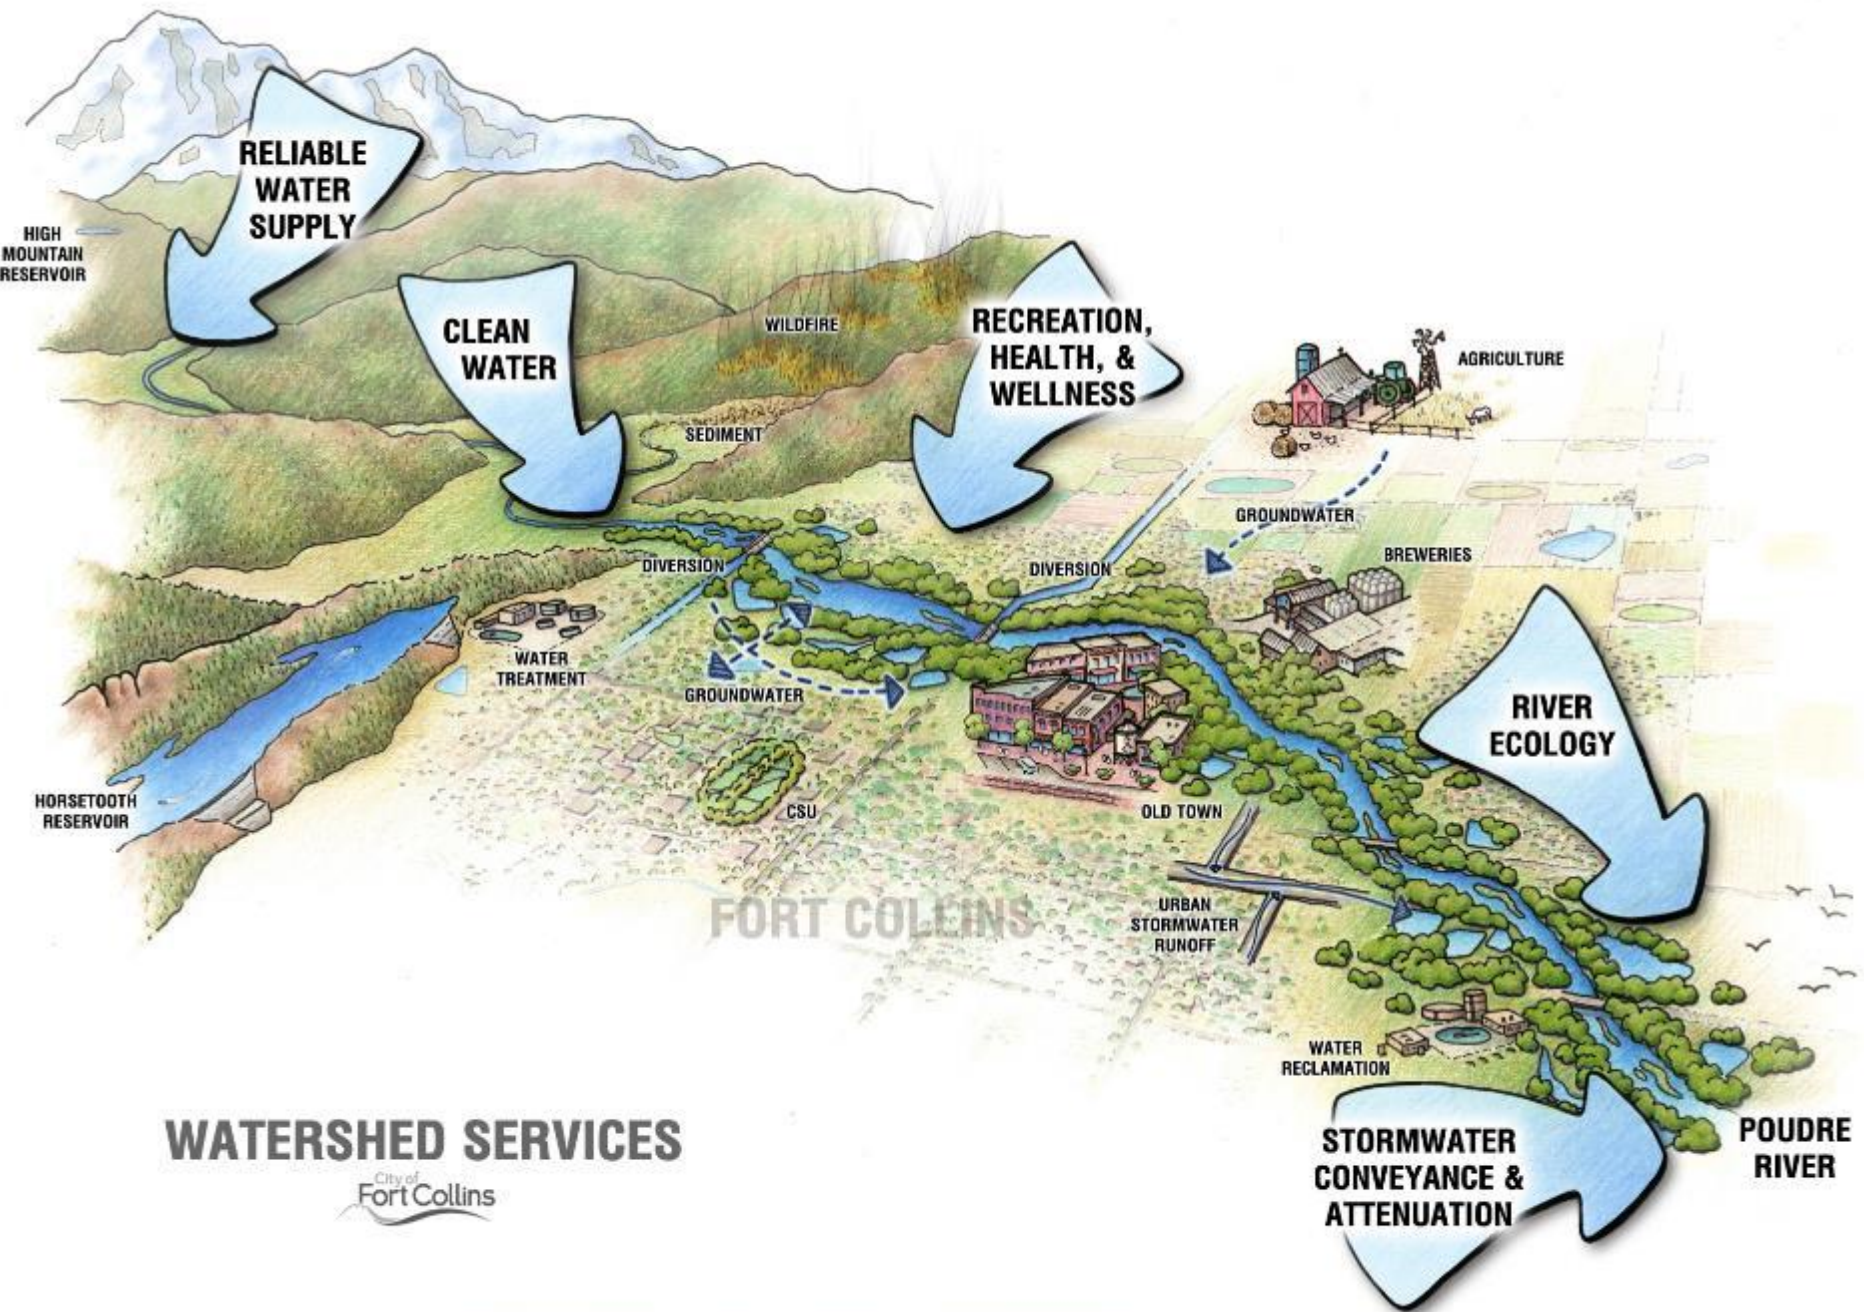 RELIABLE
WATER
SUPPLY
HIGH
MOUNTAIN
RESERVOIR
CLEAN
WATER
WILDFIRE
RECREATION,
HEALTH, &
WELLNESS
AGRICULTURE
SEDIMENT
GROUNDWATER
BREWERIES
DIVERSION
DIVERSION
WATER
TREATMENT
GROUNDWATER
RIVER
ECOLOGY
HORSETOOTH
RESERVOIR
CSU
OLD TOWN
FORT COLLINS
URBAN
STORMWATER
RUNOFF
WATER
RECLAMATION
WATERSHED SERVICES
City of
Fort Collins
STORMWATER
CONVEYANCE &
ATTENUATION
POUDRE
RIVER